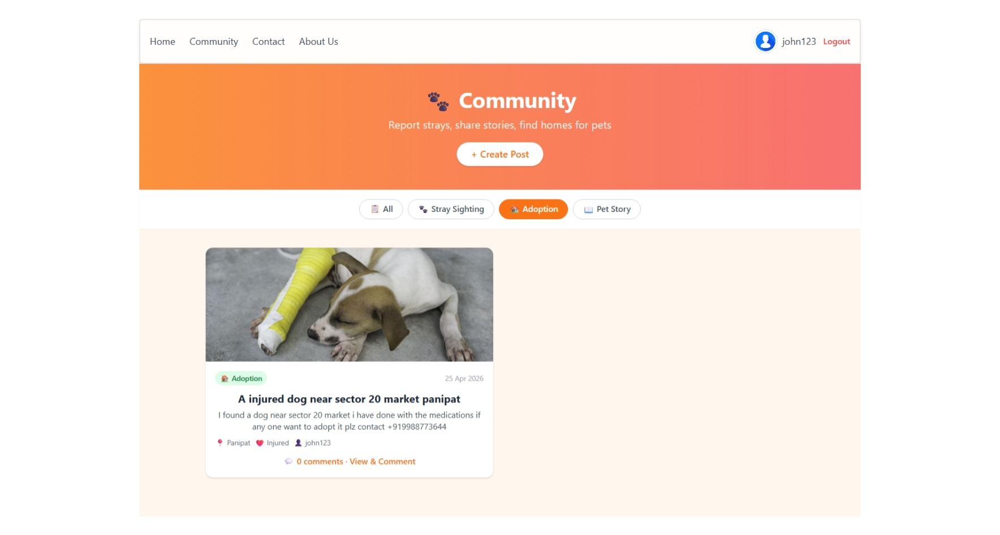 Home Community Contact About Us john123 Logout
Community
Report strays, share stories, find homes for pets
+ Create Post
All Stray Sighting Adoption Pet Story
Adoption 25 Apr 2026
A injured dog near sector 20 market panipat
I found a dog near sector 20 market i have done with the medications if
any one want to adopt it plz contact +919988773644
Panipat Injured john123
0 comments · View & Comment